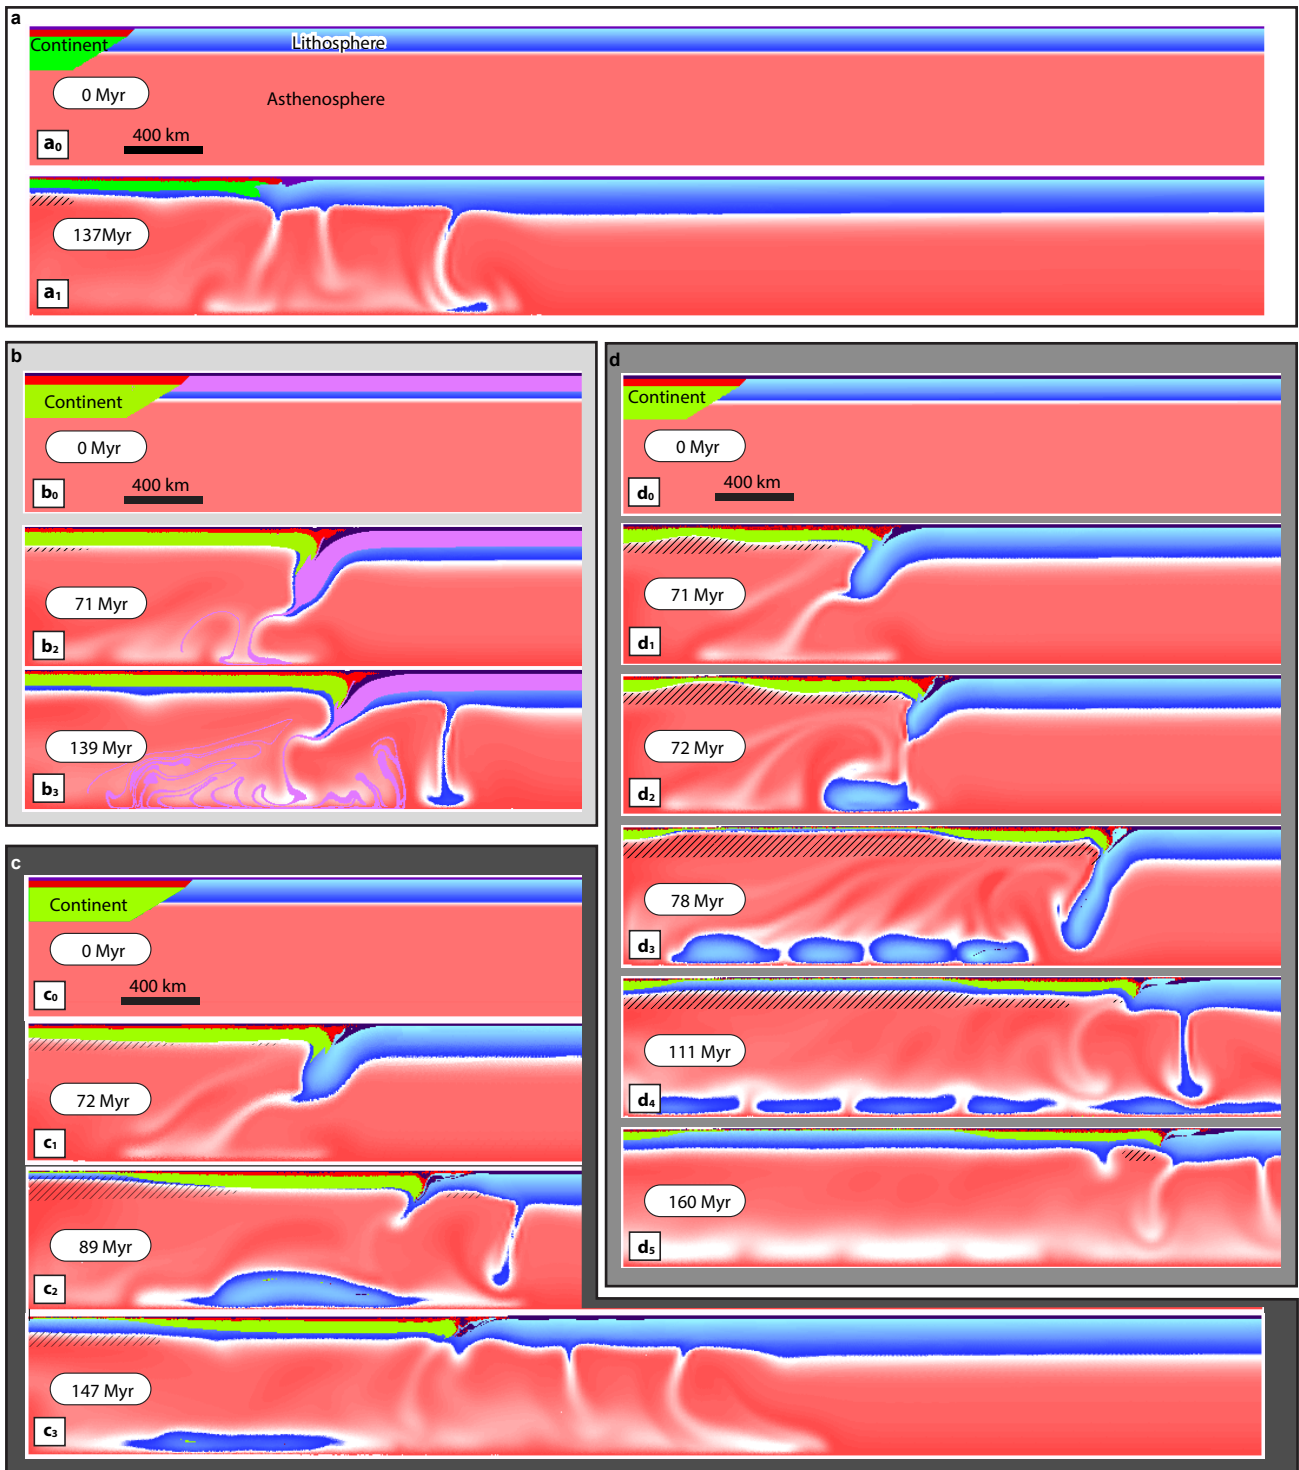 a
Continent
Lithosphere
0 Myr
Asthenosphere
a0
400 km
137Myr
a1
b
Continent
0 Myr
b0
400 km
71 Myr
b2
139 Myr
b3
c
Continent
0 Myr
c0
400 km
72 Myr
c1
89 Myr
c2
147 Myr
c3
d
Continent
0 Myr
d0
400 km
71 Myr
d1
72 Myr
d2
78 Myr
d3
111 Myr
d4
160 Myr
d5